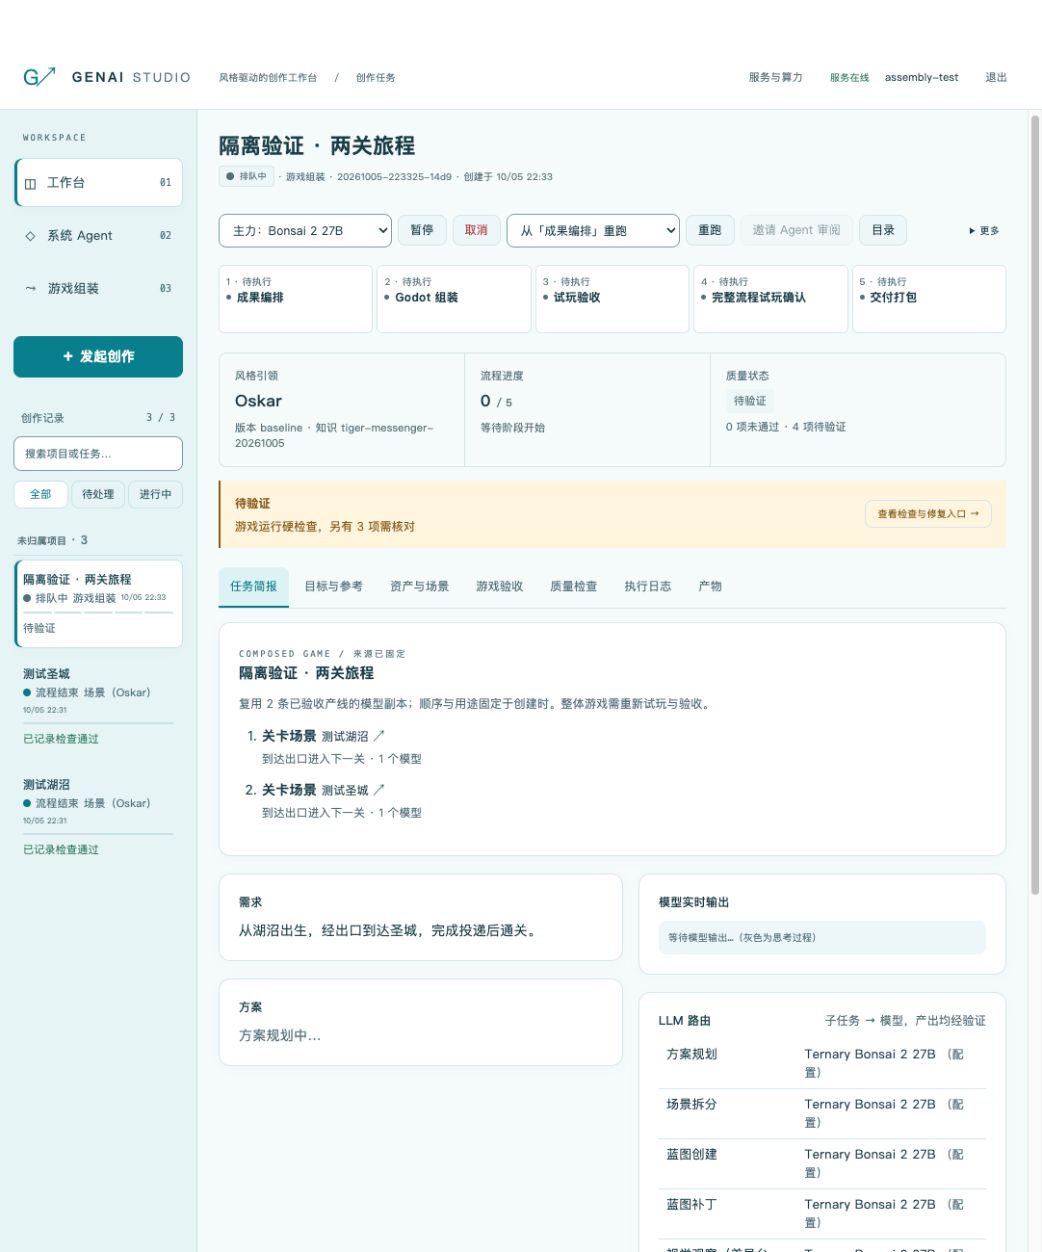 GENAI STUDIO
风格驱动的创作工作台 / 创作任务
服务与算力
服务在线
assembly-test
退出
WORKSPACE
工作台 01
系统 Agent 02
游戏组装 03
+ 发起创作
创作记录 3 / 3
搜索项目或任务...
全部
待处理
进行中
未归属项目 · 3
隔离验证 · 两关旅程
排队中 游戏组装 10/05 22:33
待验证
测试圣城
流程结束 场景（Oskar）
10/05 22:31
已记录检查通过
测试湖沼
流程结束 场景（Oskar）
10/05 22:31
已记录检查通过
隔离验证 · 两关旅程
排队中 · 游戏组装 · 20261005-223325-14d9 · 创建于 10/05 22:33
主力：Bonsai 2 27B
暂停
取消
从「成果编排」重跑
重跑
邀请 Agent 审阅
目录
▶ 更多
1 · 待执行
成果编排
2 · 待执行
Godot 组装
3 · 待执行
试玩验收
4 · 待执行
完整流程试玩确认
5 · 待执行
交付打包
风格引领
Oskar
版本 baseline · 知识 tiger-messenger-
20261005
流程进度
0 / 5
等待阶段开始
质量状态
待验证
0 项未通过 · 4 项待验证
待验证
游戏运行硬检查，另有 3 项需核对
查看检查与修复入口 →
任务简报
目标与参考
资产与场景
游戏验收
质量检查
执行日志
产物
COMPOSED GAME / 来源已固定
隔离验证 · 两关旅程
复用 2 条已验收产线的模型副本；顺序与用途固定于创建时。整体游戏需重新试玩与验收。
1. 关卡场景 测试湖沼 ↗
到达出口进入下一关 · 1 个模型
2. 关卡场景 测试圣城 ↗
到达出口进入下一关 · 1 个模型
需求
从湖沼出生，经出口到达圣城，完成投递后通关。
方案
方案规划中...
模型实时输出
等待模型输出…（灰色为思考过程）
LLM 路由 子任务 → 模型，产出均经验证
方案规划 Ternary Bonsai 2 27B （配
置）
场景拆分 Ternary Bonsai 2 27B （配
置）
蓝图创建 Ternary Bonsai 2 27B （配
置）
蓝图补丁 Ternary Bonsai 2 27B （配
置）